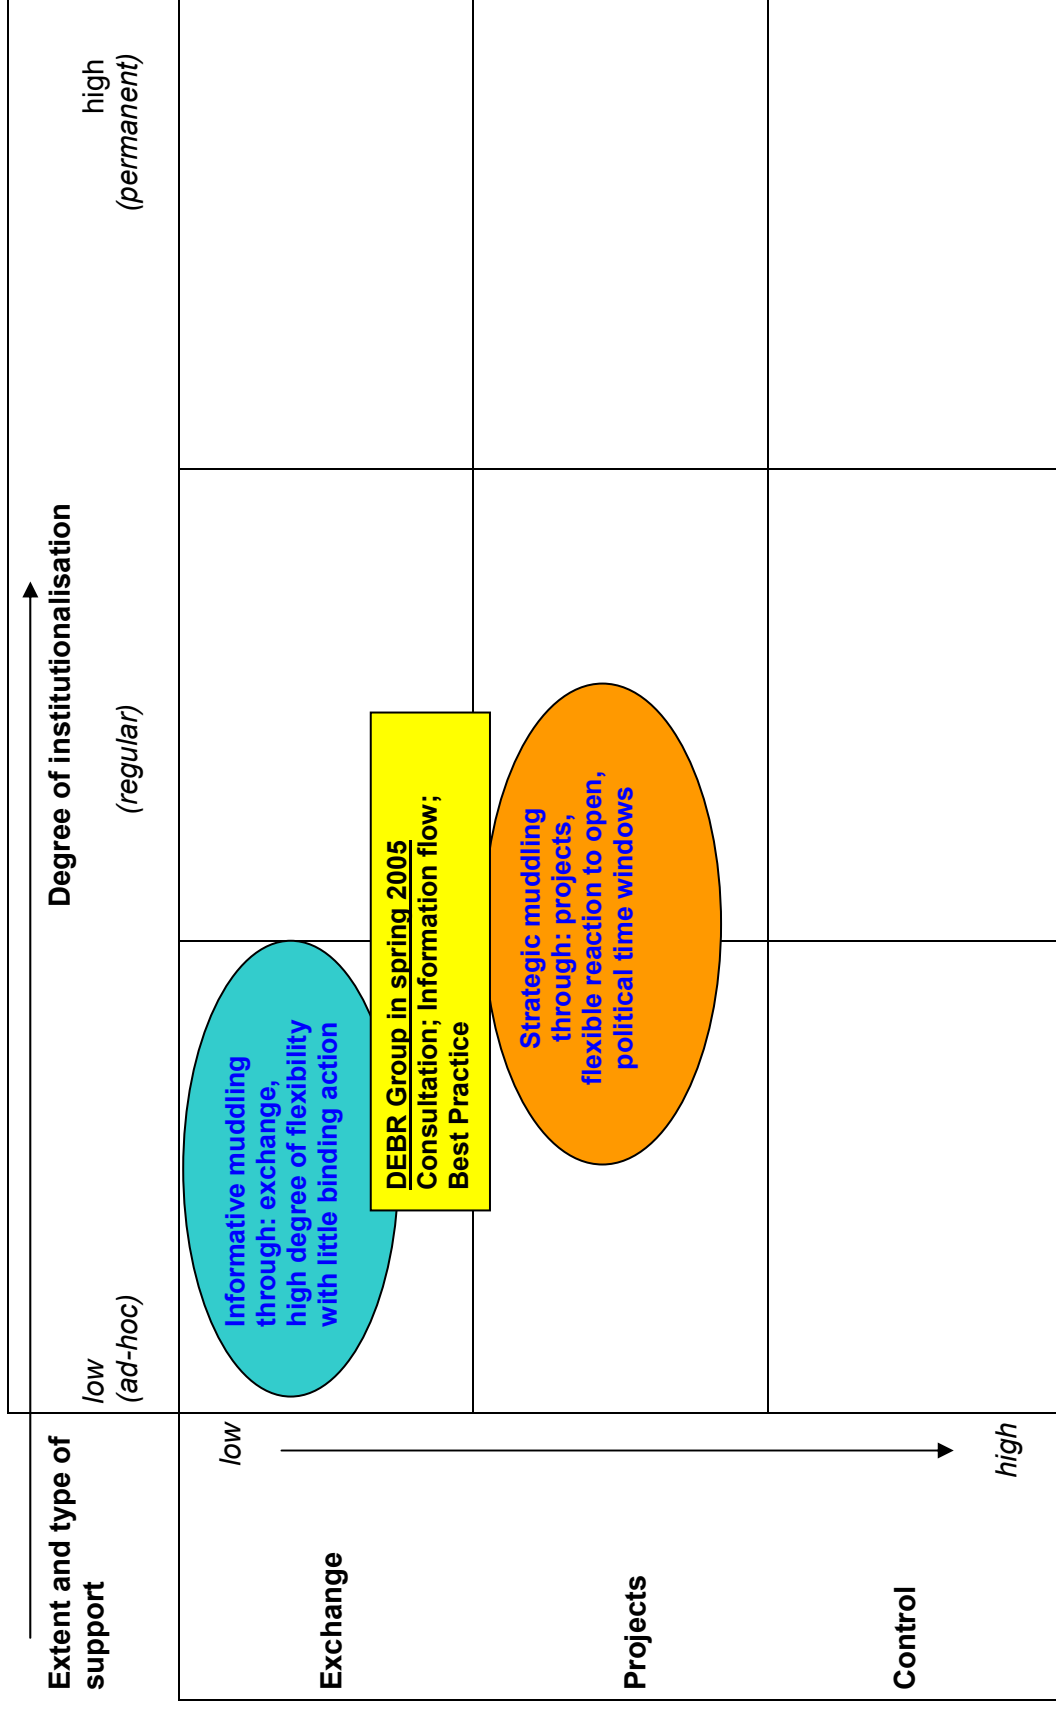 Degree of institutionalisation
Extent and type of
support
low
(ad-hoc)
(regular)
high
(permanent)
low
Exchange
Informative muddling
through: exchange,
high degree of flexibility
with little binding action
DEBR Group in spring 2005
Consultation; Information flow;
Best Practice
Projects
Strategic muddling
through: projects,
flexible reaction to open,
political time windows
Control
high